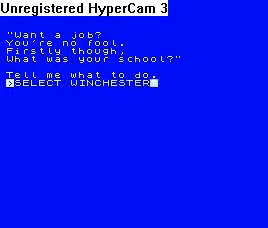 Unregistered HyperCam 3
"Want a job?
You're no fool.
Firstly though,
What was your school?"
Tell me what to do.
>SELECT WINCHESTER